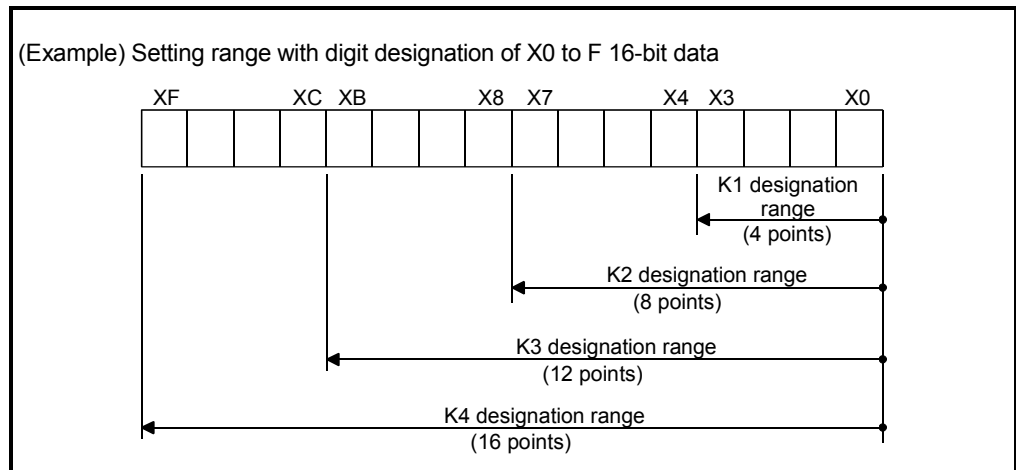 (Example) Setting range with digit designation of X0 to F 16-bit data
XF XC XB X8 X7 X4 X3 X0
K1 designation
range
(4 points)
K2 designation range
(8 points)
K3 designation range
(12 points)
K4 designation range
(16 points)